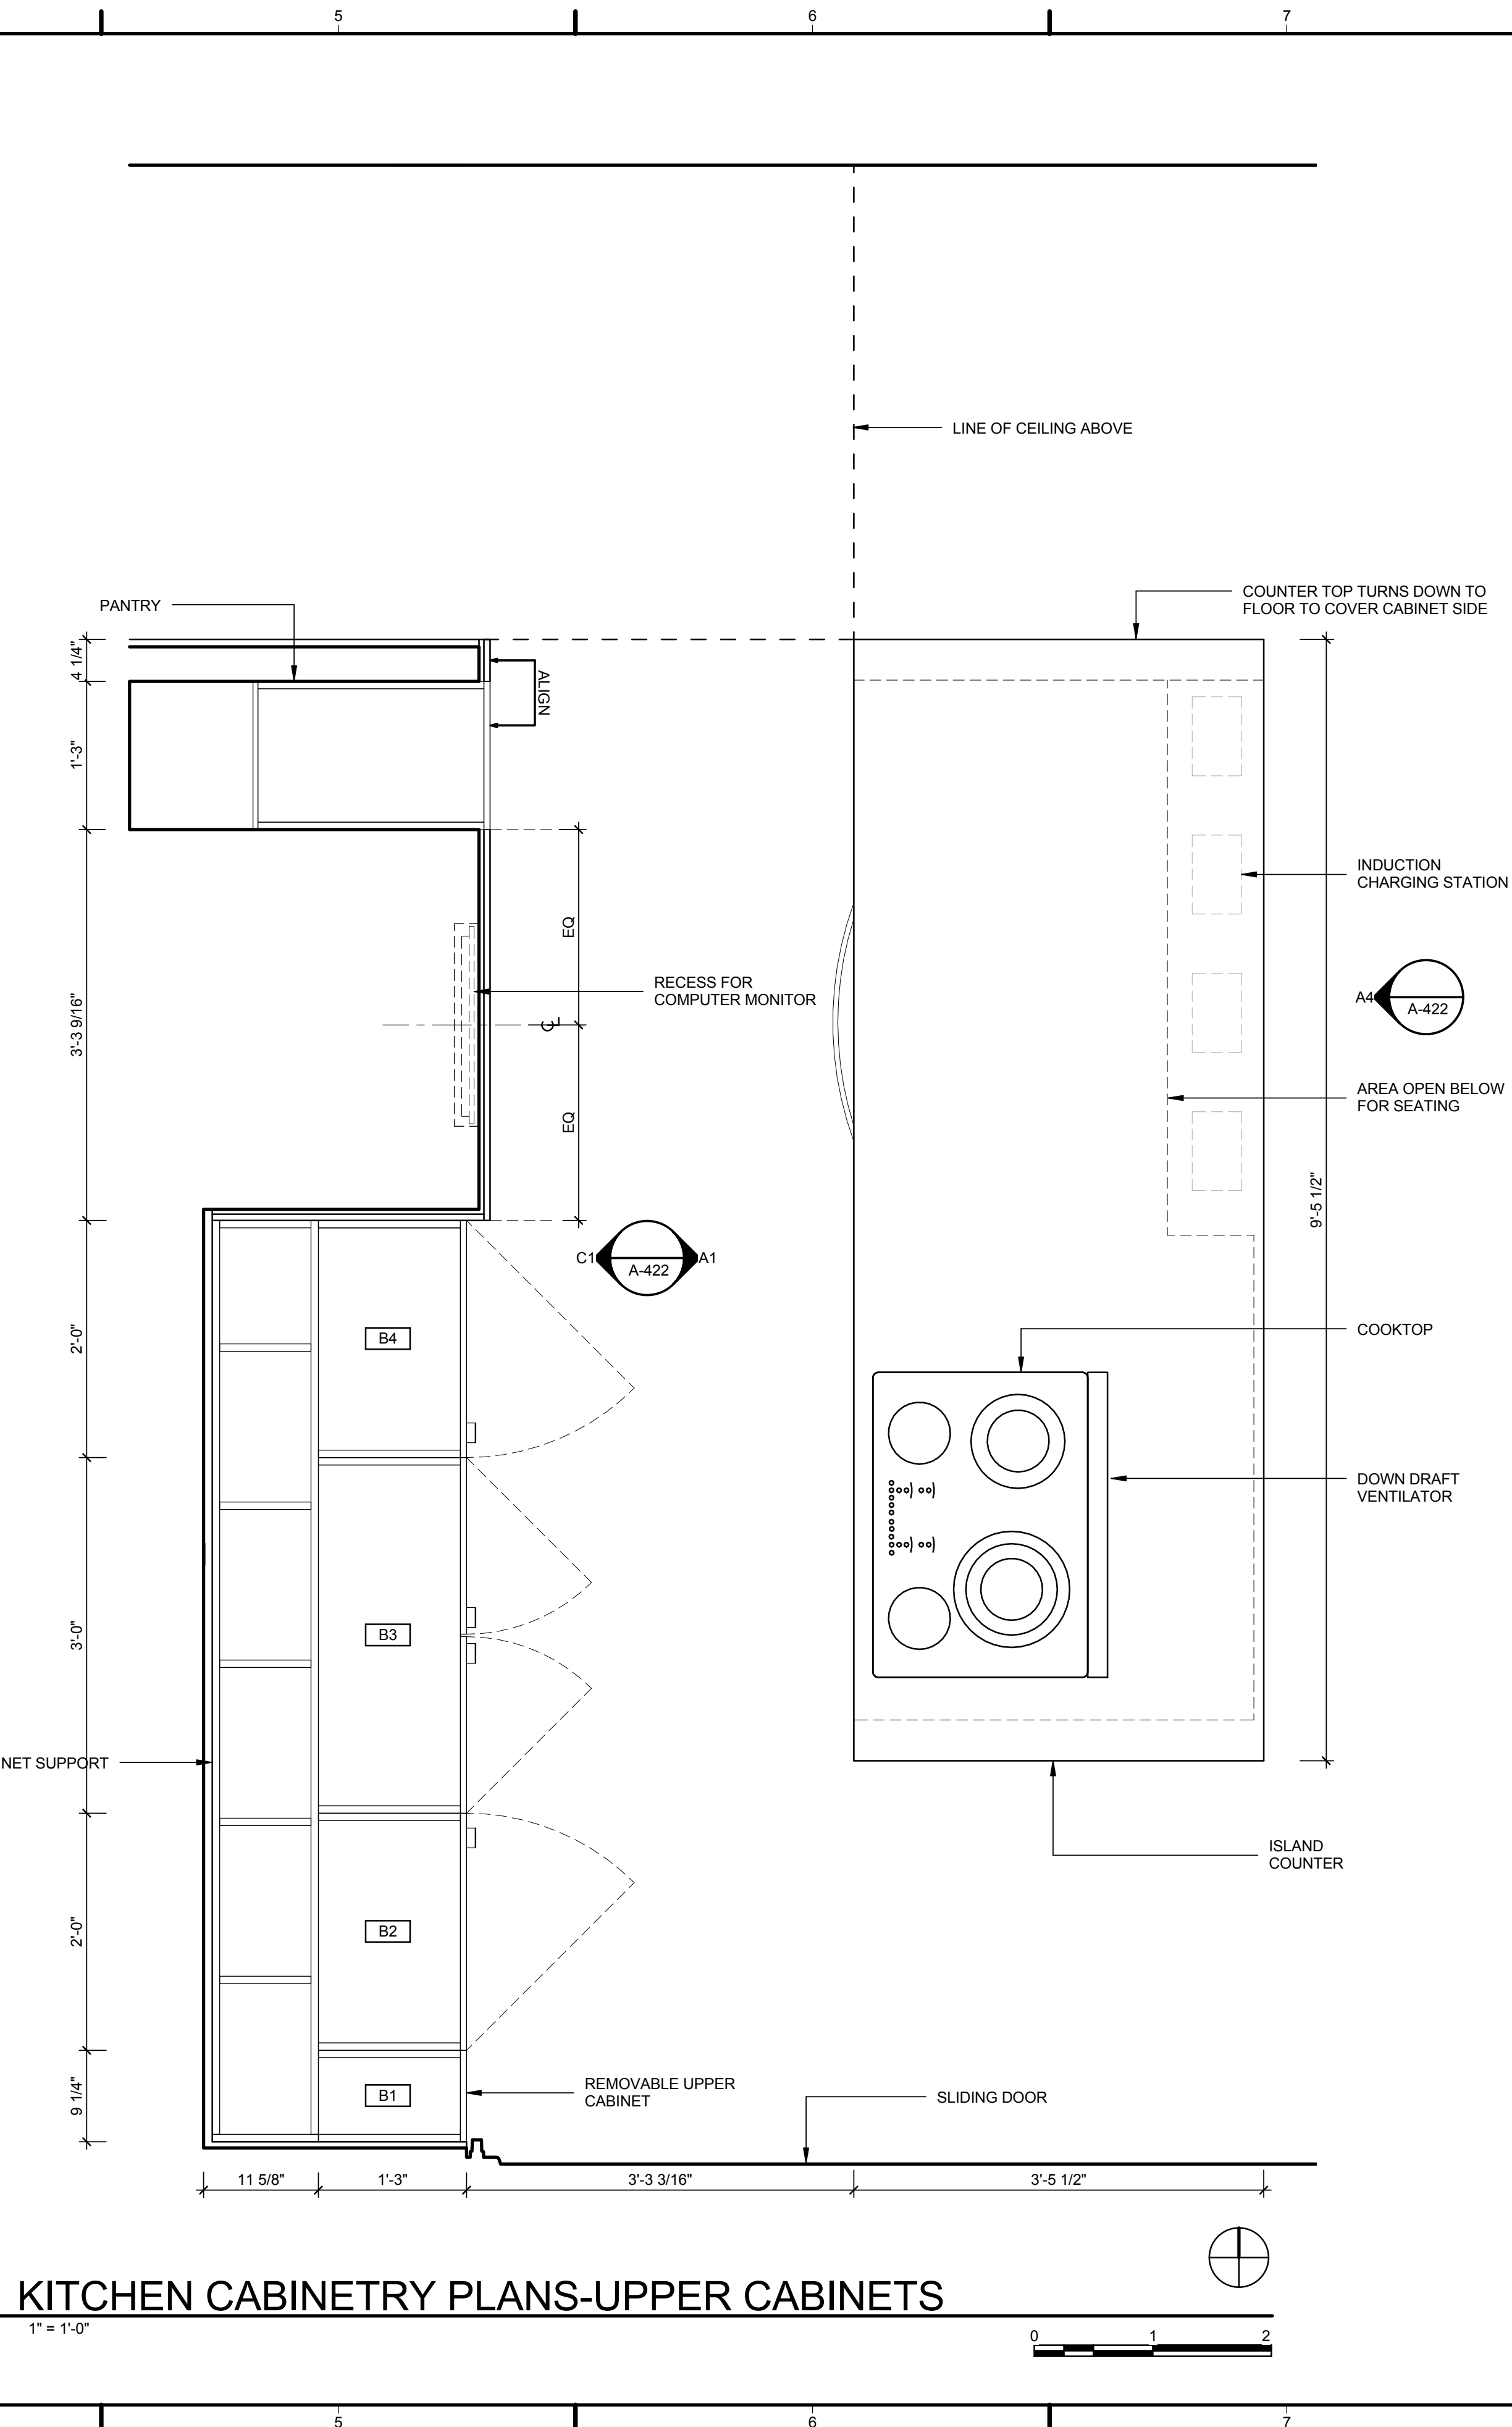 5
6
7
LINE OF CEILING ABOVE
PANTRY
COUNTER TOP TURNS DOWN TO
FLOOR TO COVER CABINET SIDE
4 1/4"
ALIGN
1'-3"
EQ
INDUCTION
CHARGING STATION
RECESS FOR
COMPUTER MONITOR
3'-3 9/16"
CL
A4
A-422
AREA OPEN BELOW
FOR SEATING
EQ
9'-5 1/2"
C1
A-422
A1
2'-0"
B4
COOKTOP
DOWN DRAFT
VENTILATOR
3'-0"
B3
NET SUPPORT
ISLAND
COUNTER
2'-0"
B2
9 1/4"
B1
REMOVABLE UPPER
CABINET
SLIDING DOOR
11 5/8"
1'-3"
3'-3 3/16"
3'-5 1/2"
KITCHEN CABINETRY PLANS-UPPER CABINETS
1" = 1'-0"
0
1
2
5
6
7